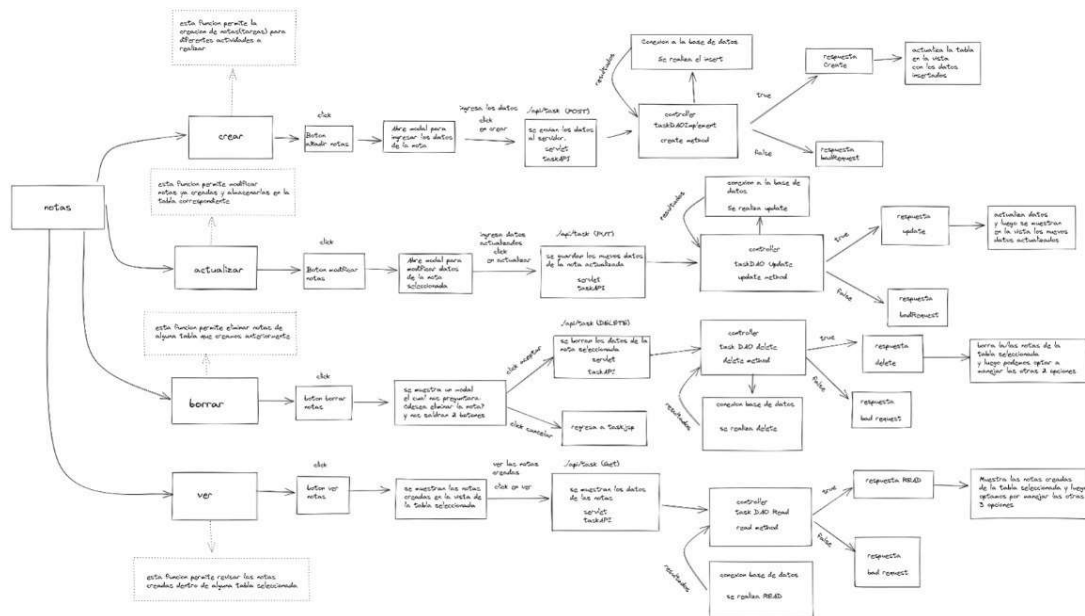 esta funcion permite la
creacion de notas(tareas) para
diferentes actividades a
realizar
crear
click
Boton
añadir notas
Abre modal para
ingresar los datos
de la nota
ingresa los datos
click
en crear
/api/task (POST)
se envian los datos
al servidor.
servlet
taskAPI
Conexion a la base de datos
Se realiza el insert
resultados
controller
taskDAOImplement
create method
true
False
respuesta
Create
respuesta
badRequest
actualiza la tabla
en la vista
con los datos
insertados
notas
esta funcion permite modificar
notas ya creadas y almacenarlas en la
tabla correspondiente
actualizar
click
Boton modificar
notas
Abre modal para
modificar datos
de la nota
seleccionada
ingresa datos
actualizados
click
en actualizar
/api/task (PUT)
se guardan los nuevos datos
de la nota actualizada
servlet
taskAPI
conexion a la base de
datos
Se realiza update
resultados
controller
taskDAO Update
update method
true
False
respuesta
update
respuesta
badRequest
actualiza datos
y luego se muestran
en la vista los nuevos
datos actualizados
esta funcion permite eliminar notas de
alguna tabla que creamos anteriormente
borrar
click
boton borrar
notas
se muestra un modal
el cual nos preguntara
¿desea eliminar la nota?
y nos saldran 2 botones
click aceptar
click cancelar
/api/task (DELETE)
se borran los datos de la
nota seleccionada
servlet
taskAPI
regresa a task.jsp
controller
task DAO delete
delete method
resultados
conexion base de datos
se realiza delete
true
False
respuesta
delete
respuesta
bad request
borra la/las notas de la
tabla seleccionada
y luego podemos optar a
manejar las otras 2 opciones
ver
click
boton ver
notas
se muestran las notas
creadas en la vista de
la tabla seleccionada
ver las notas
creadas
click en ver
/api/task (Get)
se muestran los datos
de las notas
servlet
taskAPI
controller
task DAO Read
read method
resultados
conexion base de datos
se realiza READ
true
False
respuesta READ
respuesta
bad request
Muestra las notas creadas
de la tabla seleccionada y luego
optamos por manejar las otras
3 opciones
esta funcion permite revisar las notas
creadas dentro de alguna tabla seleccionada